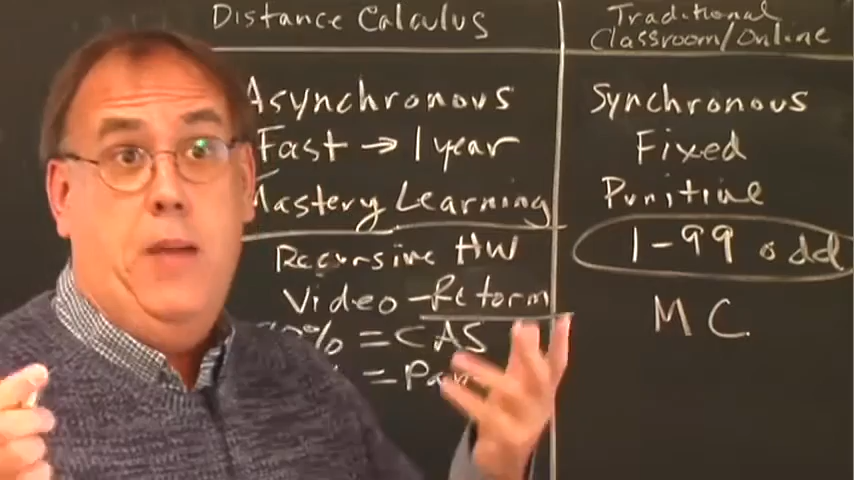 Distance Calculus
Asynchronous
Fast → 1 year
Mastery Learning
Recursive HW
Video - Reform
% = CAS
=
Traditional
Classroom/Online
Synchronous
Fixed
Punitive
1-99 odd
MC